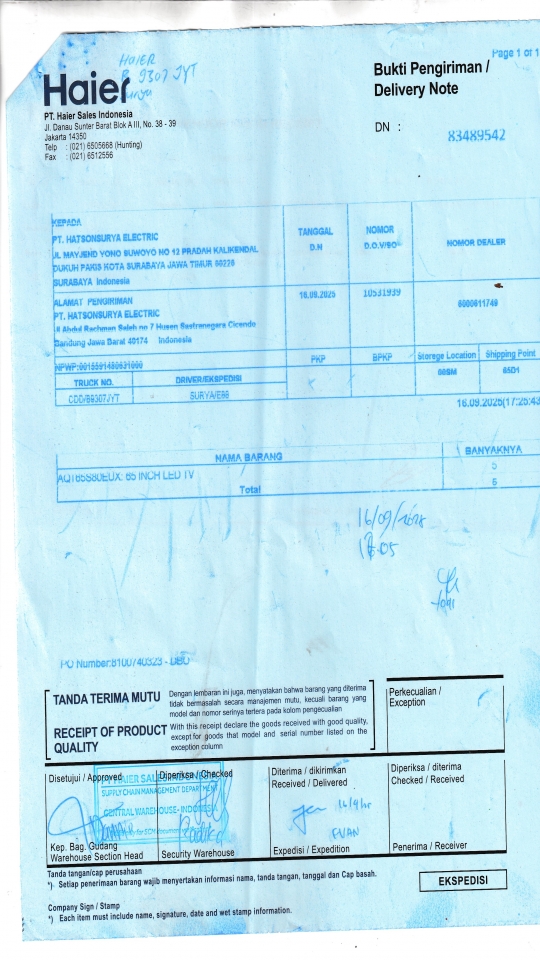 Page 1 of 1
HAIER
B 9307 JYT
Surya
Haier
Bukti Pengiriman /
Delivery Note
PT. Haier Sales Indonesia
Jl. Danau Sunter Barat Blok A III, No. 38 - 39
Jakarta 14350
Telp : (021) 6505668 (Hunting)
Fax : (021) 6512556
DN : 83489542
KEPADA
PT. HATSONSURYA ELECTRIC
JL MAYJEND YONO SUWOYO NO 12 PRADAH KALIKENDAL
DUKUH PAKIS KOTA SURABAYA JAWA TIMUR 60226
SURABAYA Indonesia
TANGGAL
D.N
NOMOR
D.O.V/SO
NOMOR DEALER
ALAMAT PENGIRIMAN
PT. HATSONSURYA ELECTRIC
Jl Abdul Rachman Saleh no 7 Husen Sastranegara Cicendo
Bandung Jawa Barat 40174 Indonesia
16.09.2025
10531939
6000611749
NPWP:0015591480631000
PKP
BPKP
Storege Location
Shipping Point
TRUCK NO.
DRIVER/EKSPEDISI
CDD/B9307JYT
65D1
16.09.2025(17:25:43
NAMA BARANG
BANYAKNYA
65 INCH LED TV
5
Total
16/09/
Toni
PO Number:8100740323 -
TANDA TERIMA MUTU
Dengan lembaran ini juga, menyatakan bahwa barang yang diterima
tidak bermasalah secara manajemen mutu, kecuali barang yang
model dan nomor serinya tertera pada kolom pengecualian
RECEIPT OF PRODUCT
QUALITY
With this receipt declare the goods received with good quality,
except for goods that model and serial number listed on the
exception column
Perkecualian /
Exception
Disetujui / Approved
Diperiksa / Checked
Diterima / dikirimkan
Received / Delivered
Diperiksa / diterima
Checked / Received
SUPPLY CHAIN MANAGEMENT DEPARTMENT
CENTRAL WAREHOUSE- INDONESIA
EVAN
Kep. Bag. Gudang
Warehouse Section Head
Security Warehouse
Expedisi / Expedition
Penerima / Receiver
Tanda tangan/cap perusahaan
*) Setiap penerimaan barang wajib menyertakan informasi nama, tanda tangan, tanggal dan Cap basah.
EKSPEDISI
Company Sign / Stamp
*) Each item must include name, signature, date and wet stamp information.